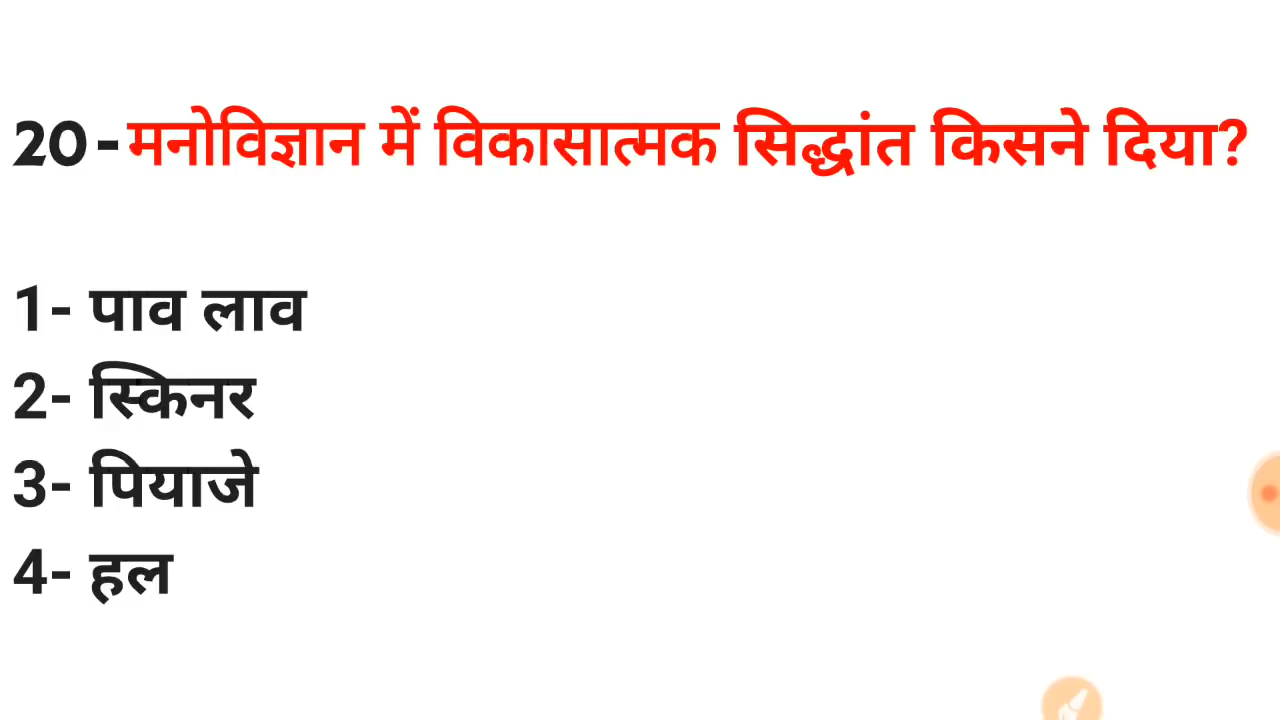 20-मनोविज्ञान में विकासात्मक सिद्धांत किसने दिया?
1- पाव लाव
2- स्किनर
3- पियाजे
4- हल